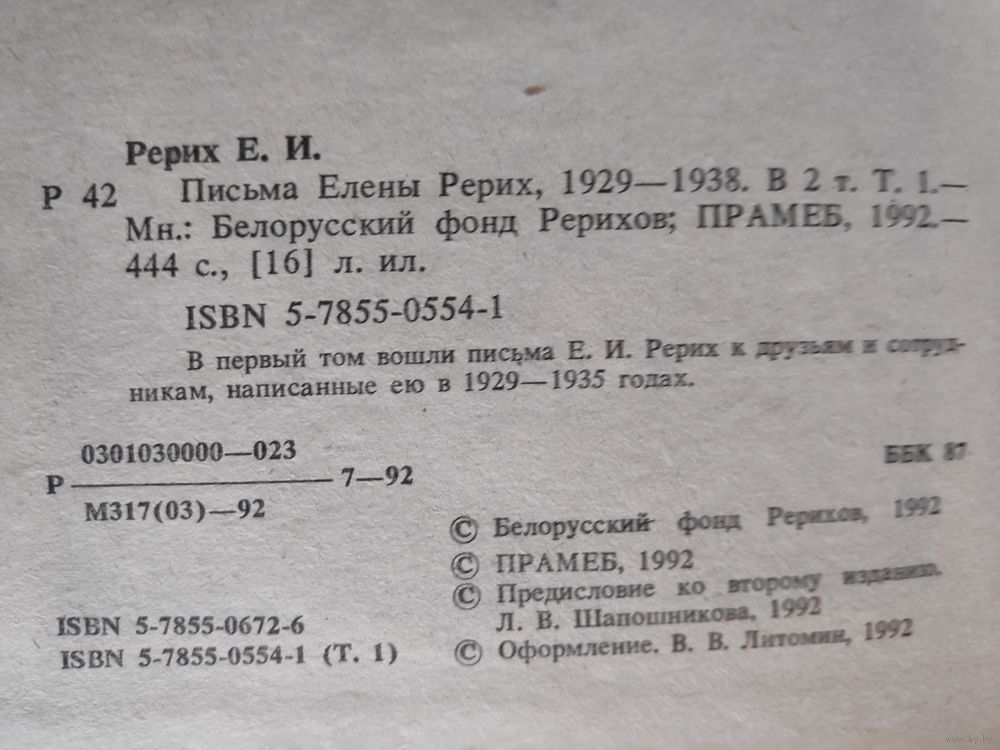 Рерих Е. И.
Р 42 Письма Елены Рерих, 1929—1938. В 2 т. Т. 1.—
Мн.: Белорусский фонд Рерихов; ПРАМЕБ, 1992.—
444 с., [16] л. ил.
ISBN 5-7855-0554-1
В первый том вошли письма Е. И. Рерих к друзьям и сотруд-
никам, написанные ею в 1929—1935 годах.
0301030000—023
Р ——— 7—92
М317(03)—92
ББК 87
© Белорусский фонд Рерихов, 1992
© ПРАМЕБ, 1992
© Предисловие ко второму изданию.
Л. В. Шапошникова, 1992
© Оформление. В. В. Литомин, 1992
ISBN 5-7855-0672-6
ISBN 5-7855-0554-1 (Т. 1)
www.ay.by